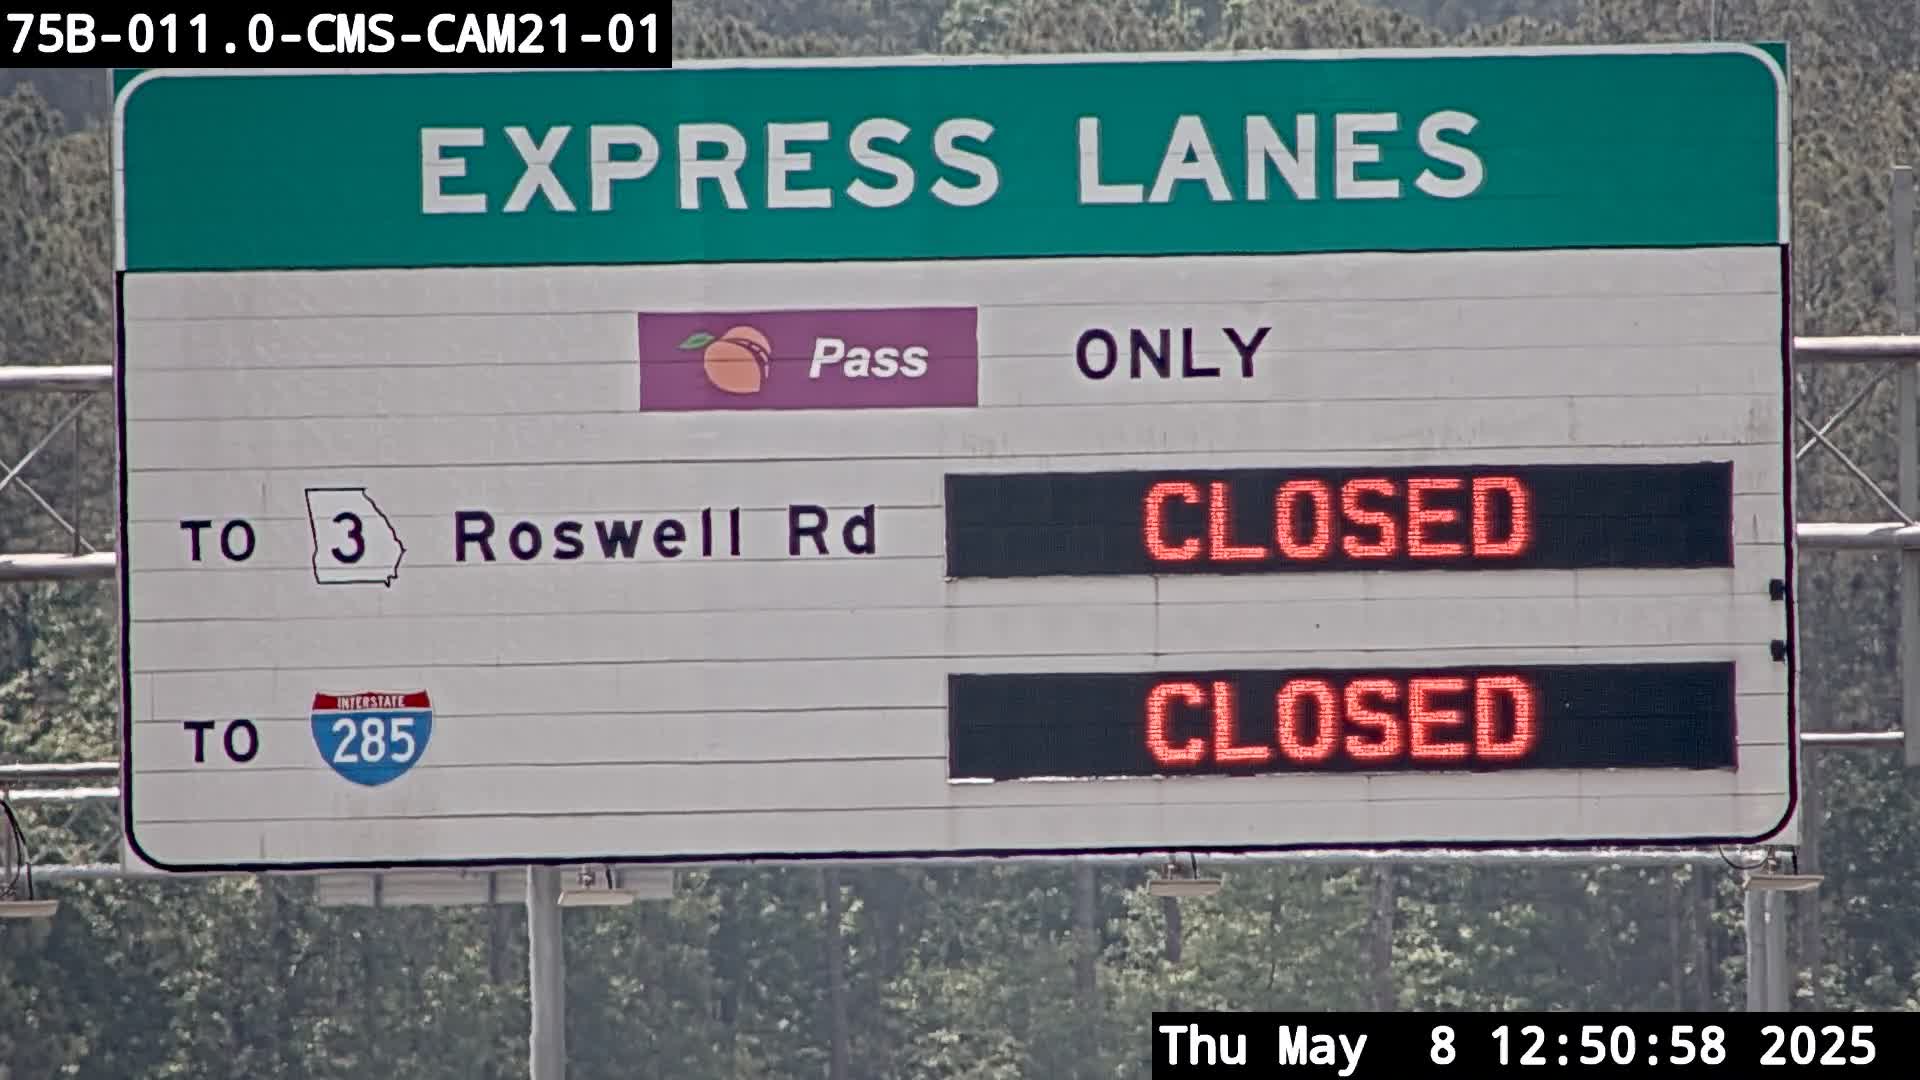 75B-011.0-CMS-CAM21-01
EXPRESS LANES
Pass ONLY
TO 3 Roswell Rd CLOSED
INTERSTATE
TO 285 CLOSED
Thu May 8 12:50:58 2025